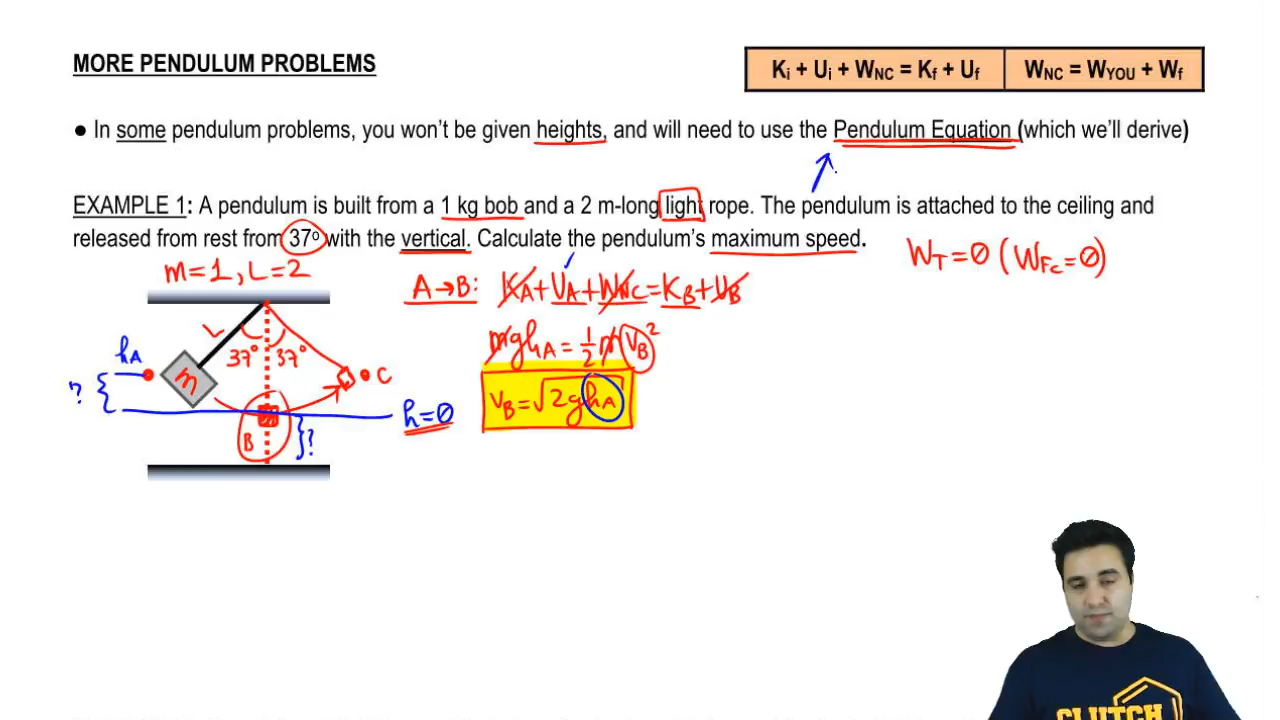 MORE PENDULUM PROBLEMS
Ki + Ui + WNC = Kf + Uf
WNC = WYOU + Wf
● In some pendulum problems, you won't be given heights, and will need to use the Pendulum Equation (which we'll derive)
EXAMPLE 1: A pendulum is built from a 1 kg bob and a 2 m-long light rope. The pendulum is attached to the ceiling and
released from rest from 37º with the vertical. Calculate the pendulum's maximum speed.
WT=0 (WFc=0)
m=1, L=2
A→B: KA+UA+WNC=KB+UB
L
37° 37°
hA
m
C
mghA=½mvB²
?
vB=√2ghA
h=0
B
?
CLUTCH